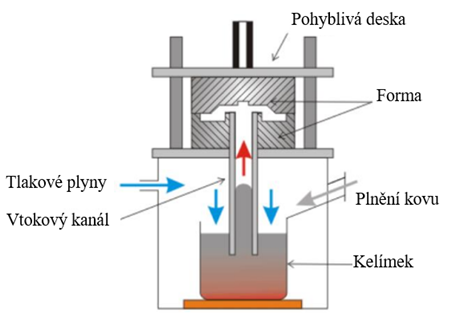 Pohyblivá deska
Forma
Tlakové plyny
Plnění kovu
Vtokový kanál
Kelímek